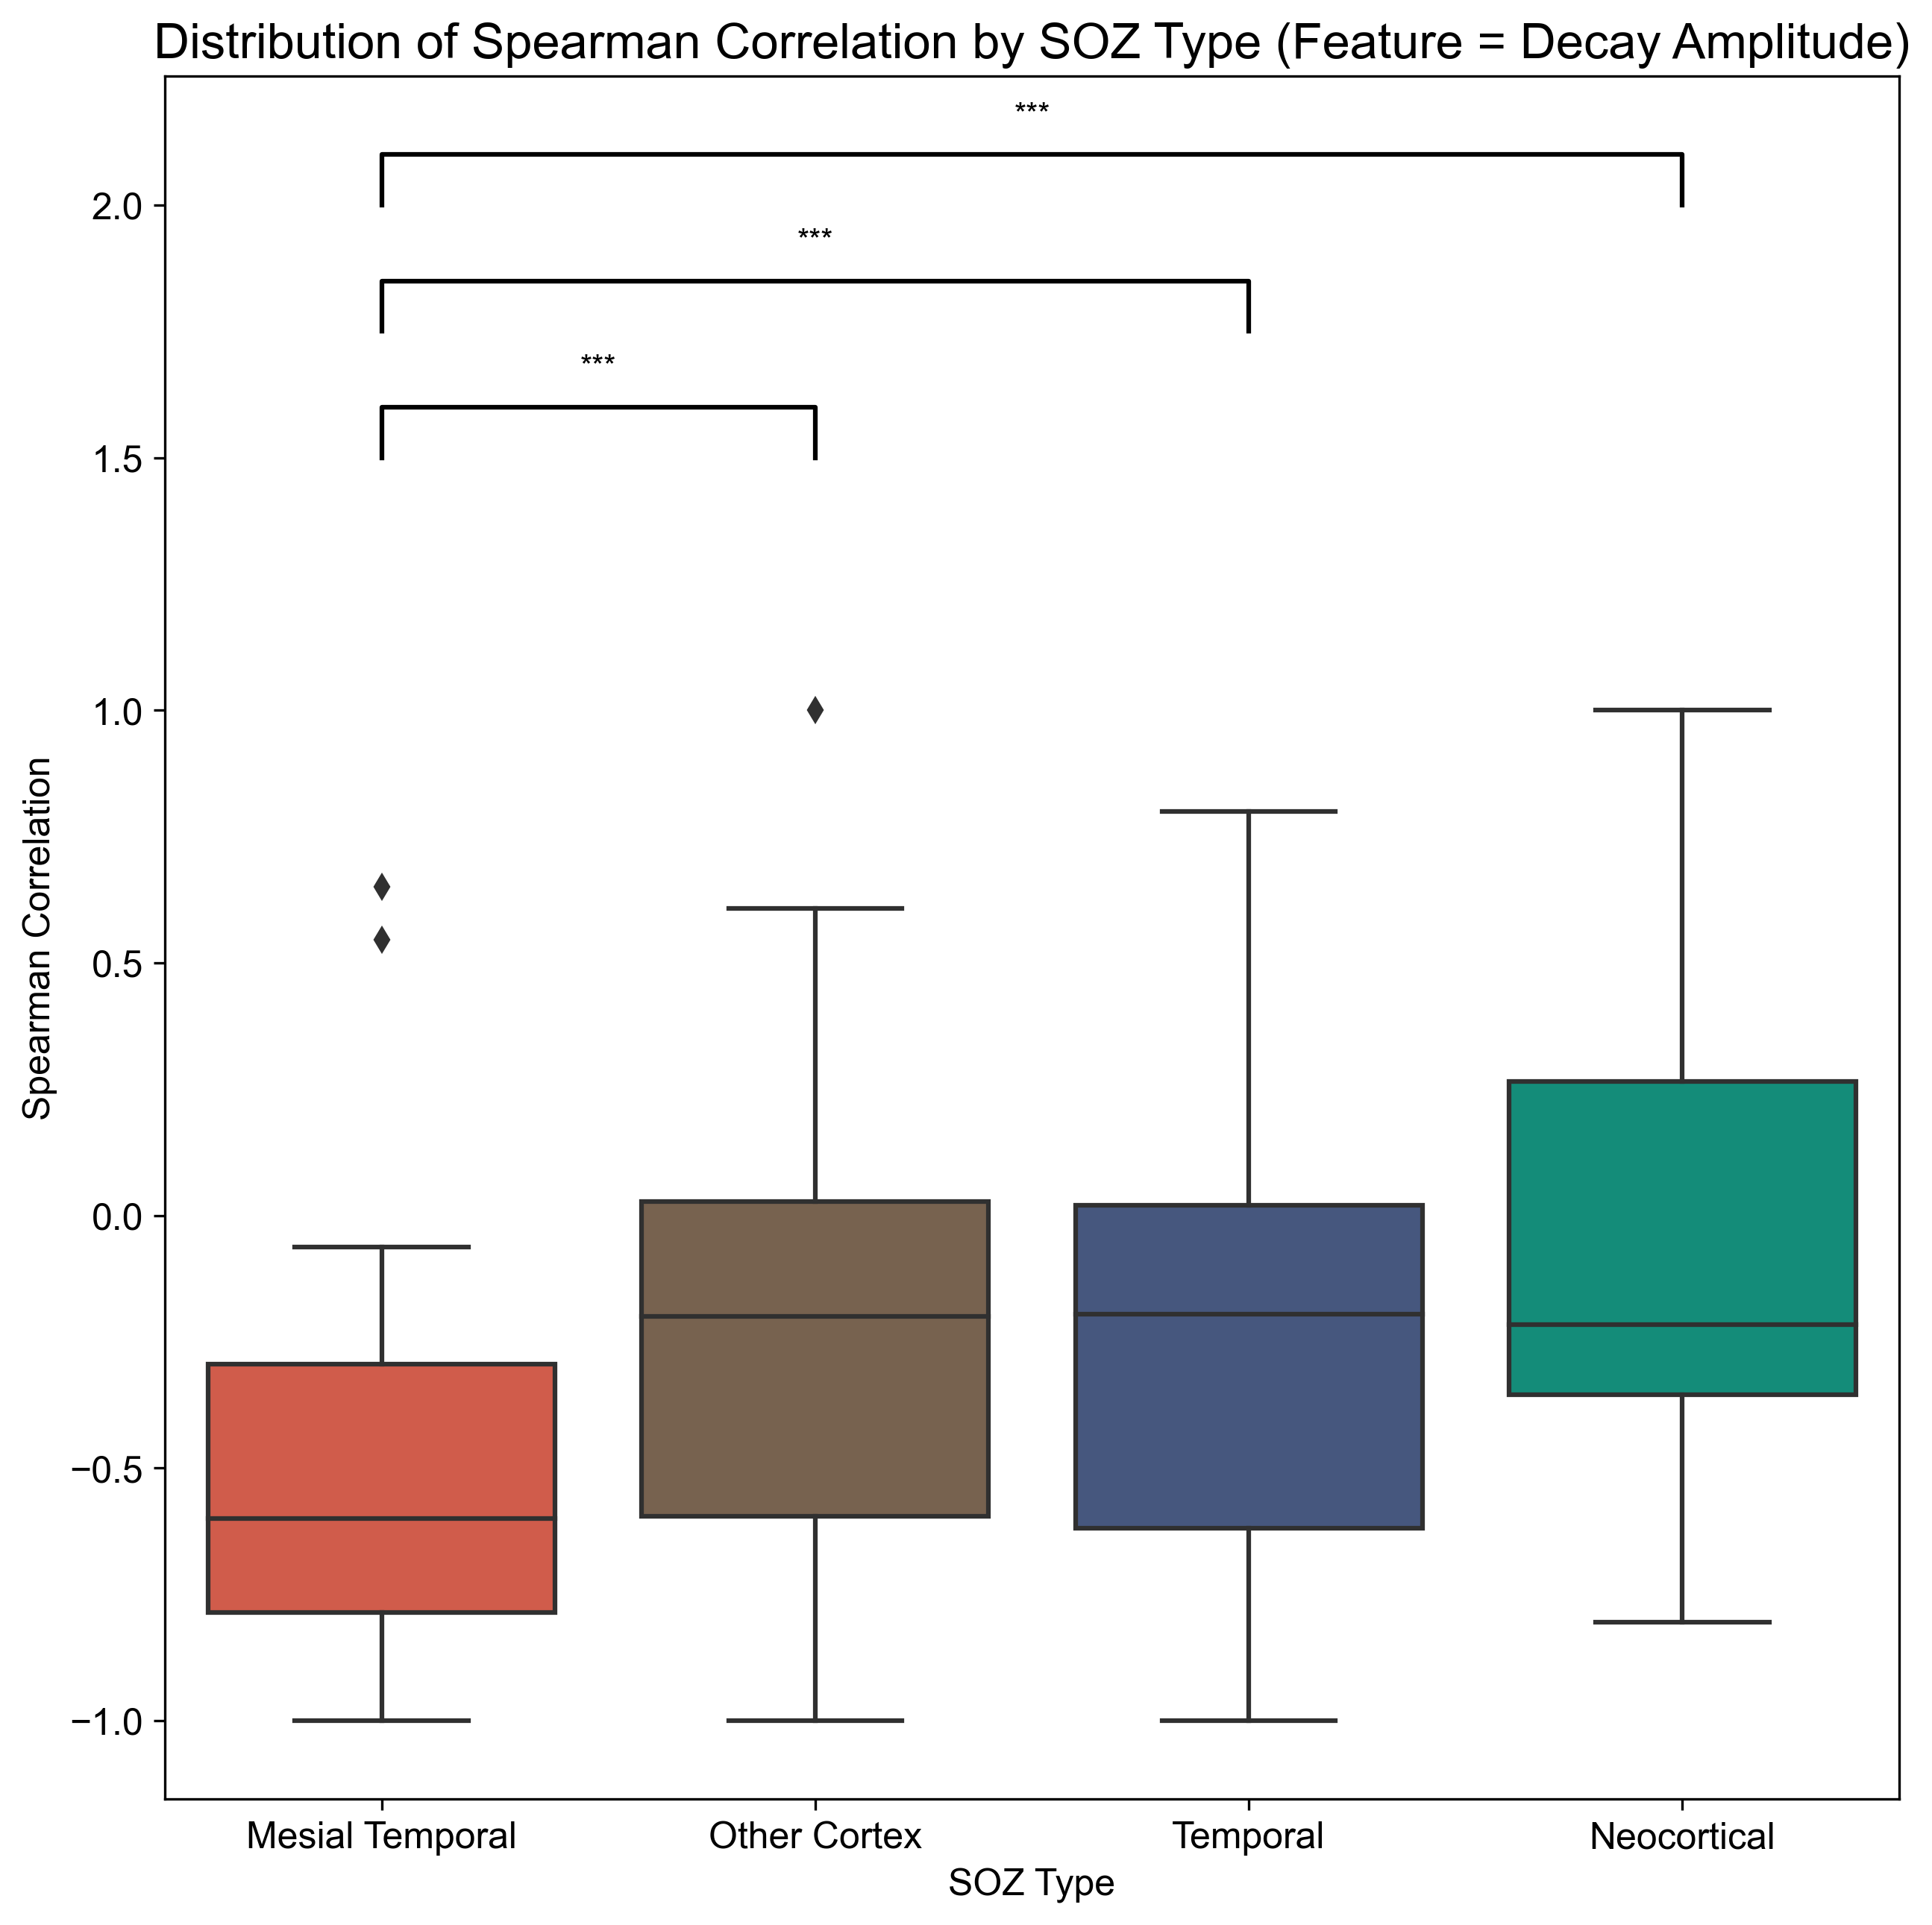 Distribution of Spearman Correlation by SOZ Type (Feature = Decay Amplitude)
***
***
***
2.0
1.5
1.0
0.5
0.0
−0.5
−1.0
Spearman Correlation
Mesial Temporal
Other Cortex
Temporal
Neocortical
SOZ Type